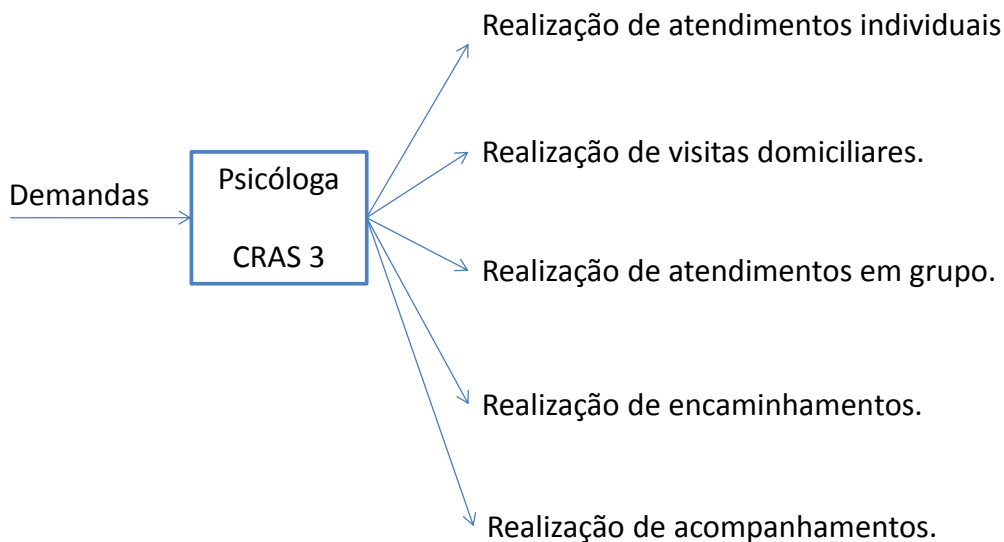 Realização de atendimentos individuais
Realização de visitas domiciliares.
Demandas
Psicóloga
CRAS 3
Realização de atendimentos em grupo.
Realização de encaminhamentos.
Realização de acompanhamentos.